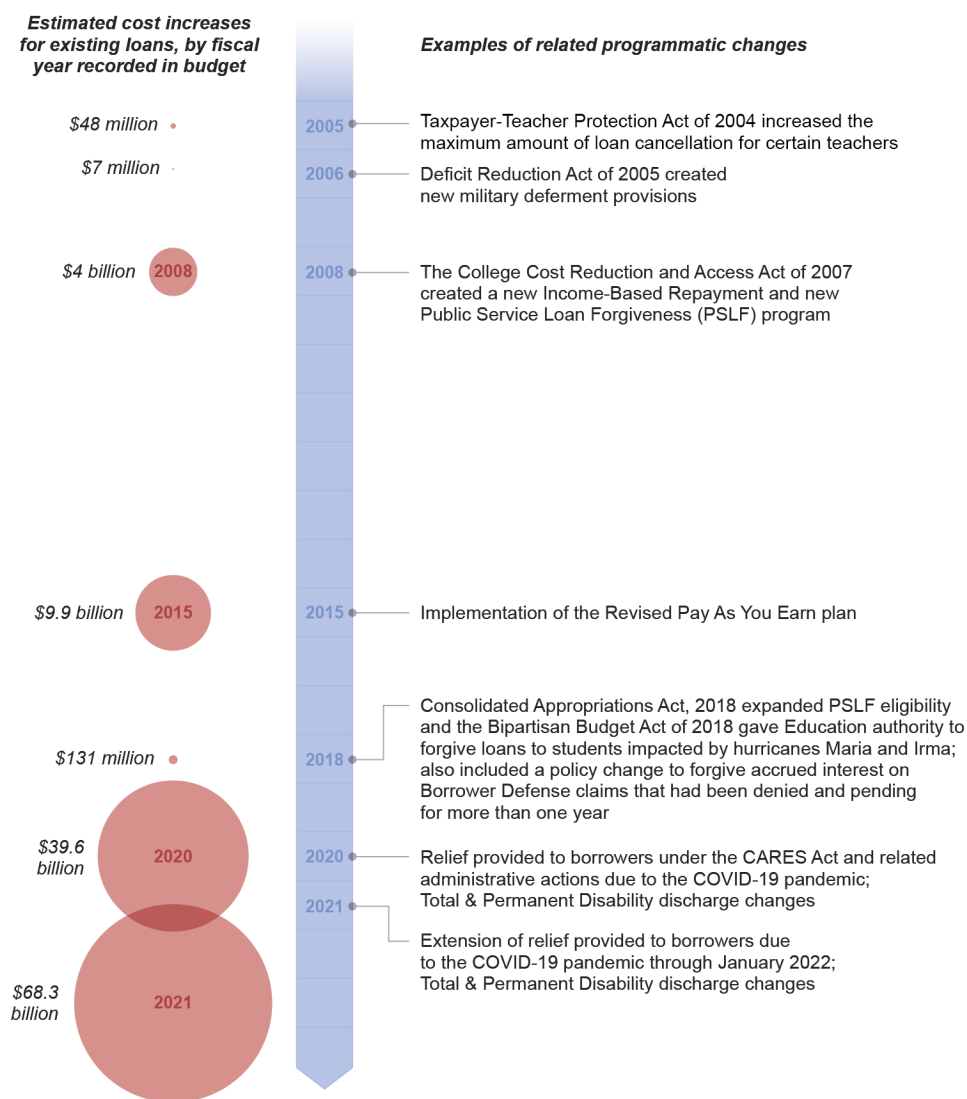 Estimated cost increases
for existing loans, by fiscal
year recorded in budget
Examples of related programmatic changes
$48 million
2005
Taxpayer-Teacher Protection Act of 2004 increased the
maximum amount of loan cancellation for certain teachers
$7 million
2006
Deficit Reduction Act of 2005 created
new military deferment provisions
$4 billion
2008
2008
The College Cost Reduction and Access Act of 2007
created a new Income-Based Repayment and new
Public Service Loan Forgiveness (PSLF) program
$9.9 billion
2015
2015
Implementation of the Revised Pay As You Earn plan
$131 million
2018
Consolidated Appropriations Act, 2018 expanded PSLF eligibility
and the Bipartisan Budget Act of 2018 gave Education authority to
forgive loans to students impacted by hurricanes Maria and Irma;
also included a policy change to forgive accrued interest on
Borrower Defense claims that had been denied and pending
for more than one year
$39.6
billion
2020
2020
Relief provided to borrowers under the CARES Act and related
administrative actions due to the COVID-19 pandemic;
Total & Permanent Disability discharge changes
$68.3
billion
2021
2021
Extension of relief provided to borrowers due
to the COVID-19 pandemic through January 2022;
Total & Permanent Disability discharge changes